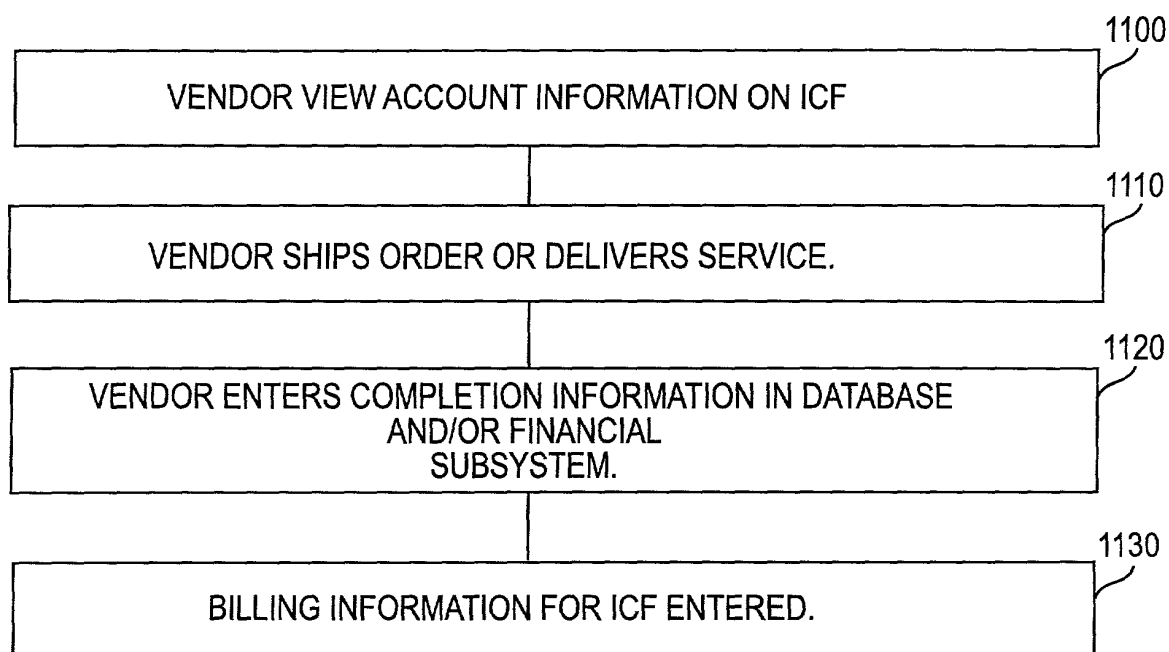 1100
VENDOR VIEW ACCOUNT INFORMATION ON ICF
1110
VENDOR SHIPS ORDER OR DELIVERS SERVICE.
1120
VENDOR ENTERS COMPLETION INFORMATION IN DATABASE
AND/OR FINANCIAL
SUBSYSTEM.
1130
BILLING INFORMATION FOR ICF ENTERED.